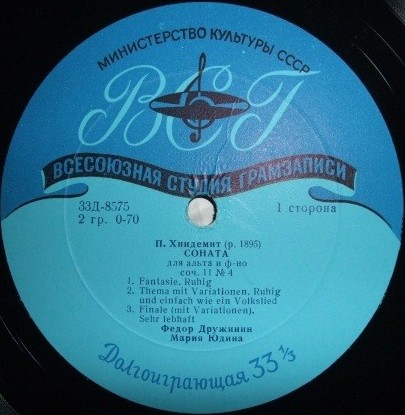 МИНИСТЕРСТВО КУЛЬТУРЫ СССР
ВСГ
ВСЕСОЮЗНАЯ СТУДИЯ ГРАМЗАПИСИ
33Д-8575
2 гр. 0-70
1 сторона
П. Хиндемит (р. 1895)
СОНАТА
для альта и ф-но
соч. 11 № 4
1. Fantasie. Ruhig
2. Thema mit Variationen. Ruhig
und einfach wie ein Volkslied
3. Finale (mit Variationen).
Sehr lebhaft
Федор Дружинин
Мария Юдина
Долгоиграющая 33 1/3